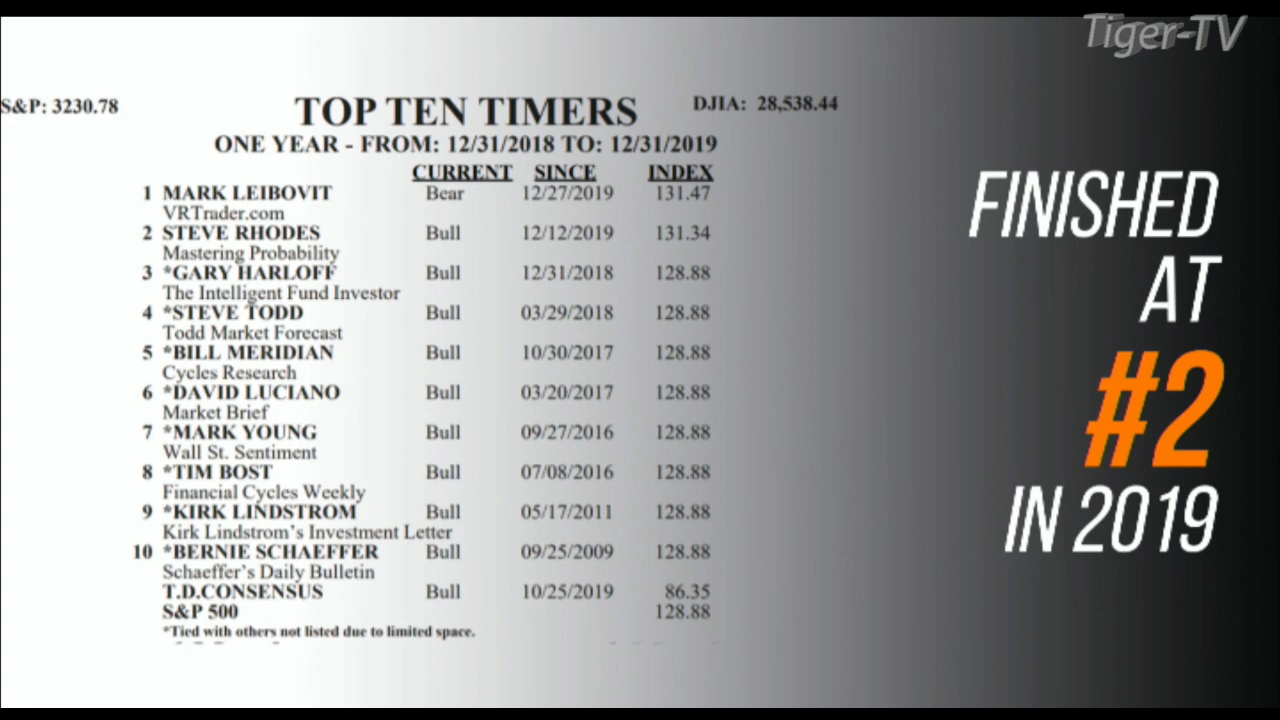 Tiger-TV
S&P: 3230.78 TOP TEN TIMERS DJIA: 28,538.44
ONE YEAR - FROM: 12/31/2018 TO: 12/31/2019
CURRENT SINCE INDEX
1 MARK LEIBOVIT Bear 12/27/2019 131.47
VRTrader.com
2 STEVE RHODES Bull 12/12/2019 131.34
Mastering Probability
3 *GARY HARLOFF Bull 12/31/2018 128.88
The Intelligent Fund Investor
4 *STEVE TODD Bull 03/29/2018 128.88
Todd Market Forecast
5 *BILL MERIDIAN Bull 10/30/2017 128.88
Cycles Research
6 *DAVID LUCIANO Bull 03/20/2017 128.88
Market Brief
7 *MARK YOUNG Bull 09/27/2016 128.88
Wall St. Sentiment
8 *TIM BOST Bull 07/08/2016 128.88
Financial Cycles Weekly
9 *KIRK LINDSTROM Bull 05/17/2011 128.88
Kirk Lindstrom's Investment Letter
10 *BERNIE SCHAEFFER Bull 09/25/2009 128.88
Schaeffer's Daily Bulletin
T.D.CONSENSUS Bull 10/25/2019 86.35
S&P 500 128.88
*Tied with others not listed due to limited space.
FINISHED
AT
#2
IN 2019